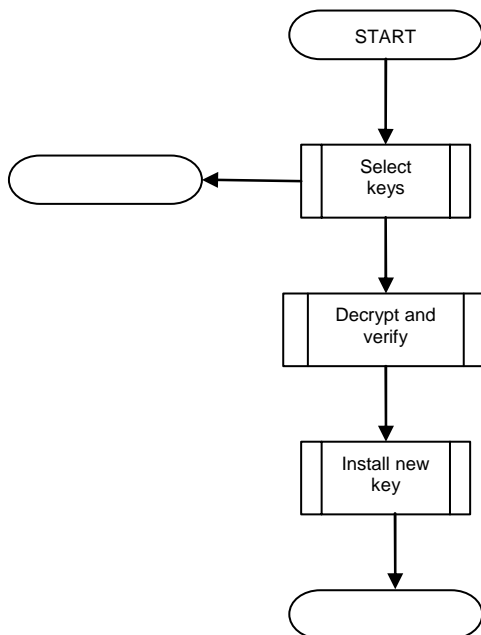 START
Select
keys
Decrypt and
verify
Install new
key